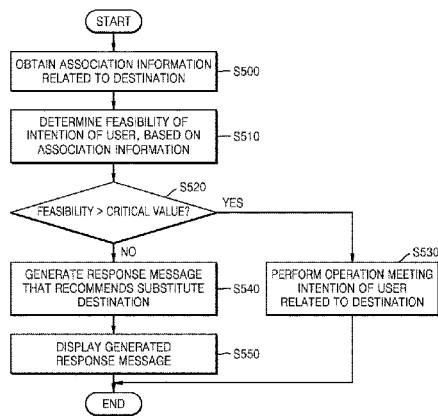 START
OBTAIN ASSOCIATION INFORMATION
RELATED TO DESTINATION
S500
DETERMINE FEASIBILITY OF
INTENTION OF USER, BASED ON
ASSOCIATION INFORMATION
S510
S520
FEASIBILITY > CRITICAL VALUE?
YES
NO
S530
GENERATE RESPONSE MESSAGE
THAT RECOMMENDS SUBSTITUTE
DESTINATION
S540
PERFORM OPERATION MEETING
INTENTION OF USER
RELATED TO DESTINATION
DISPLAY GENERATED
RESPONSE MESSAGE
S550
END